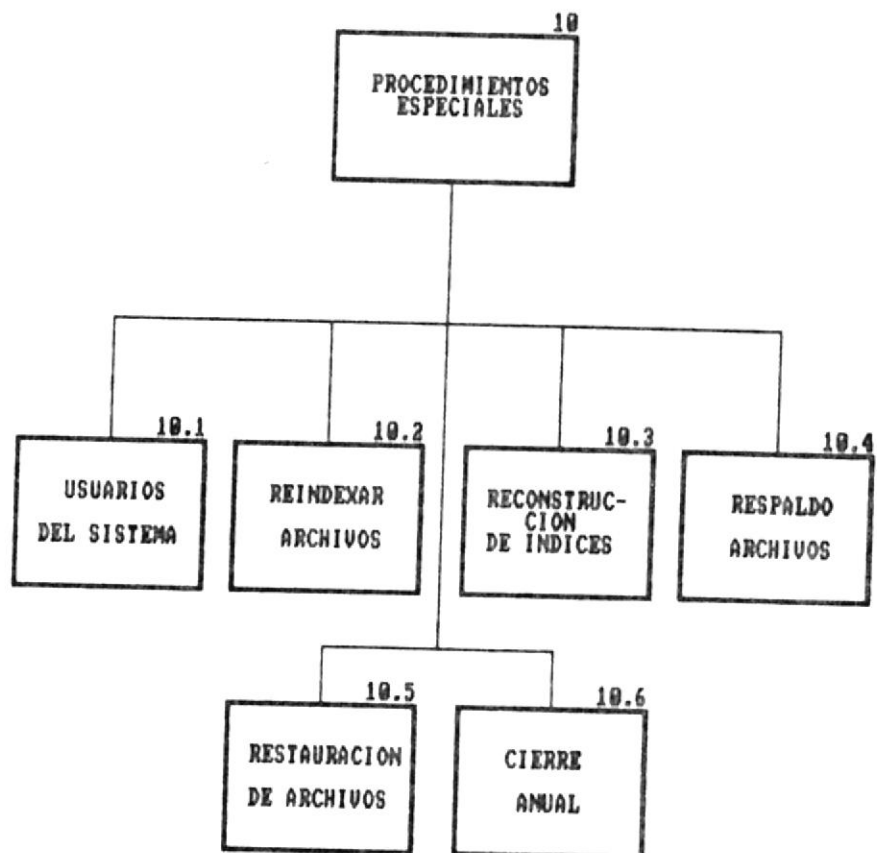 10
PROCEDIMIENTOS
ESPECIALES
10.1
USUARIOS
DEL SISTEMA
10.2
REINDEXAR
ARCHIVOS
10.3
RECONSTRUC-
CION
DE INDICES
10.4
RESPALDO
ARCHIVOS
10.5
RESTAURACION
DE ARCHIVOS
10.6
CIERRE
ANUAL